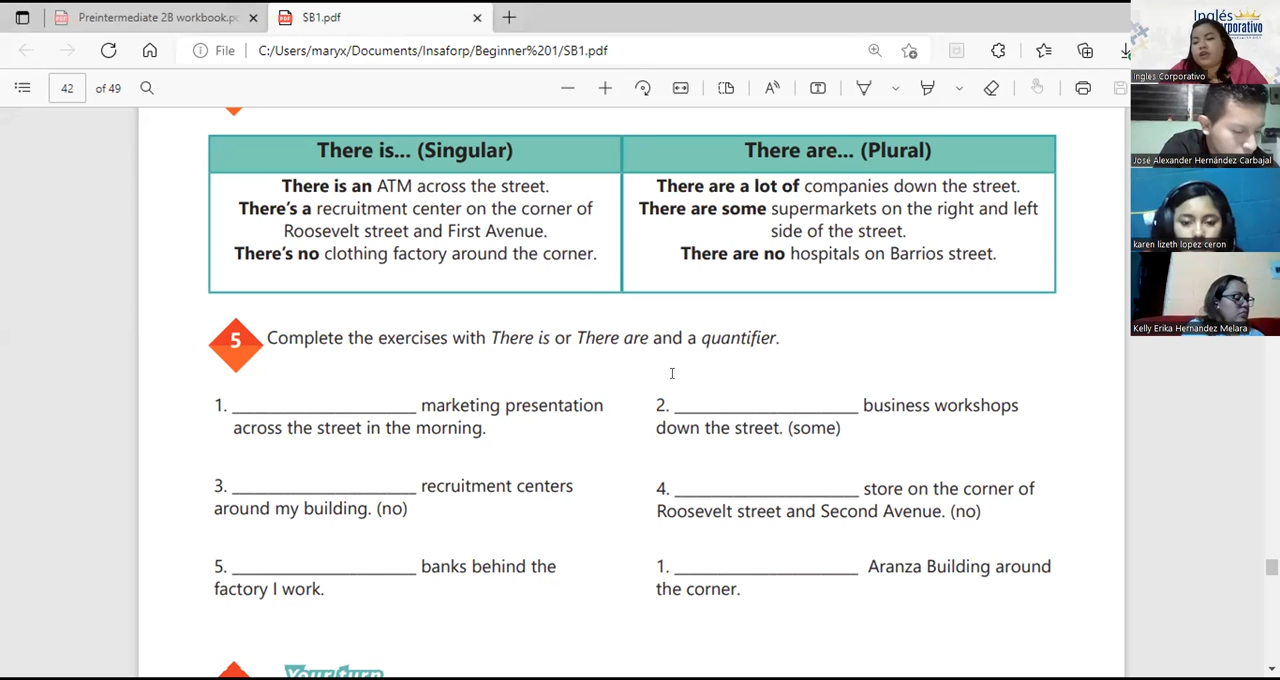 Preintermediate 2B workbook.pc
SB1.pdf
File
C:/Users/maryx/Documents/Insaforp/Beginner%201/SB1.pdf
42 of 49
There is... (Singular)
There are... (Plural)
There is an ATM across the street.
There's a recruitment center on the corner of
Roosevelt street and First Avenue.
There's no clothing factory around the corner.
There are a lot of companies down the street.
There are some supermarkets on the right and left
side of the street.
There are no hospitals on Barrios street.
5
Complete the exercises with There is or There are and a quantifier.
1. ____________________ marketing presentation
across the street in the morning.
2. ____________________ business workshops
down the street. (some)
3. ____________________ recruitment centers
around my building. (no)
4. ____________________ store on the corner of
Roosevelt street and Second Avenue. (no)
5. ____________________ banks behind the
factory I work.
1. ____________________ Aranza Building around
the corner.
Your turn
Inglés
Ingles Corporativo
José Alexander Hernández Carbajal
karen lizeth lopez ceron
Kelly Erika Hernandez Melara